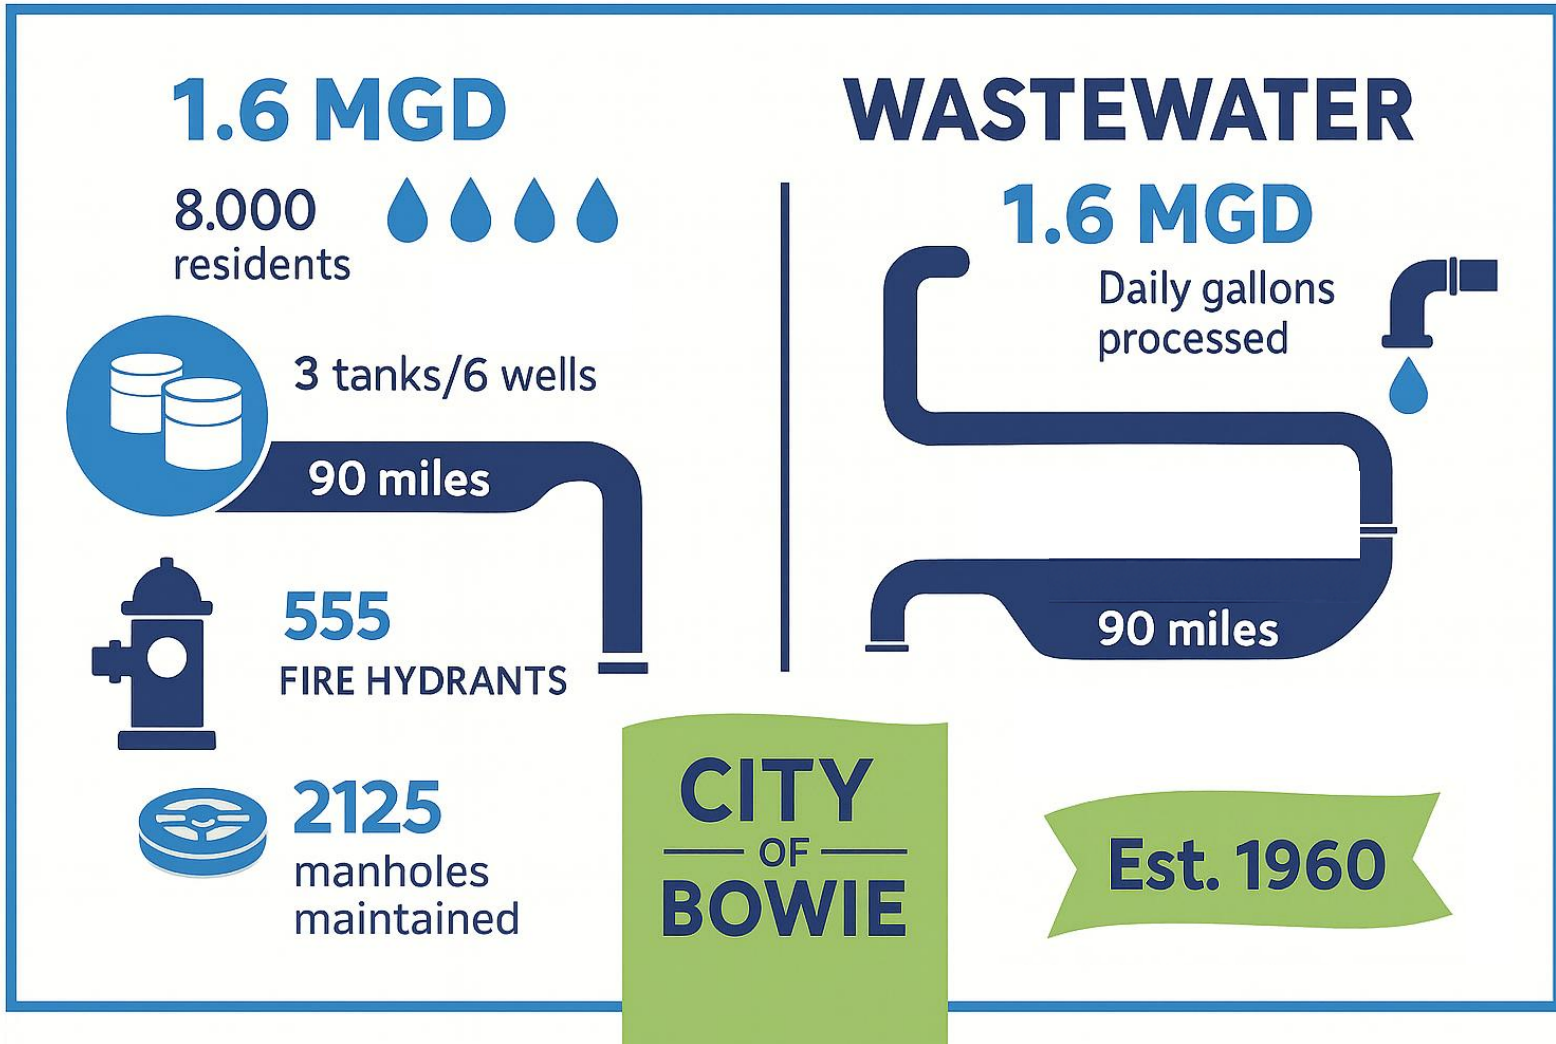 1.6 MGD
8.000
residents
3 tanks/6 wells
90 miles
555
FIRE HYDRANTS
2125
manholes
maintained
WASTEWATER
1.6 MGD
Daily gallons
processed
90 miles
CITY
OF
BOWIE
Est. 1960